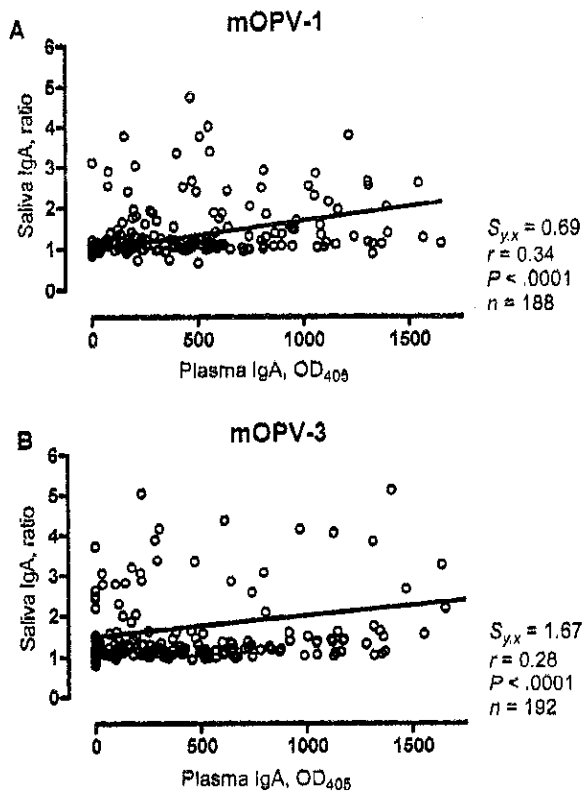 A
mOPV-1
6
5
4
3
2
1
0
Saliva IgA, ratio
0 500 1000 1500
Plasma IgA, OD405
Sy.x = 0.69
r = 0.34
P < .0001
n = 188
B
mOPV-3
6
5
4
3
2
1
0
Saliva IgA, ratio
0 500 1000 1500
Plasma IgA, OD405
Sy.x = 1.67
r = 0.28
P < .0001
n = 192